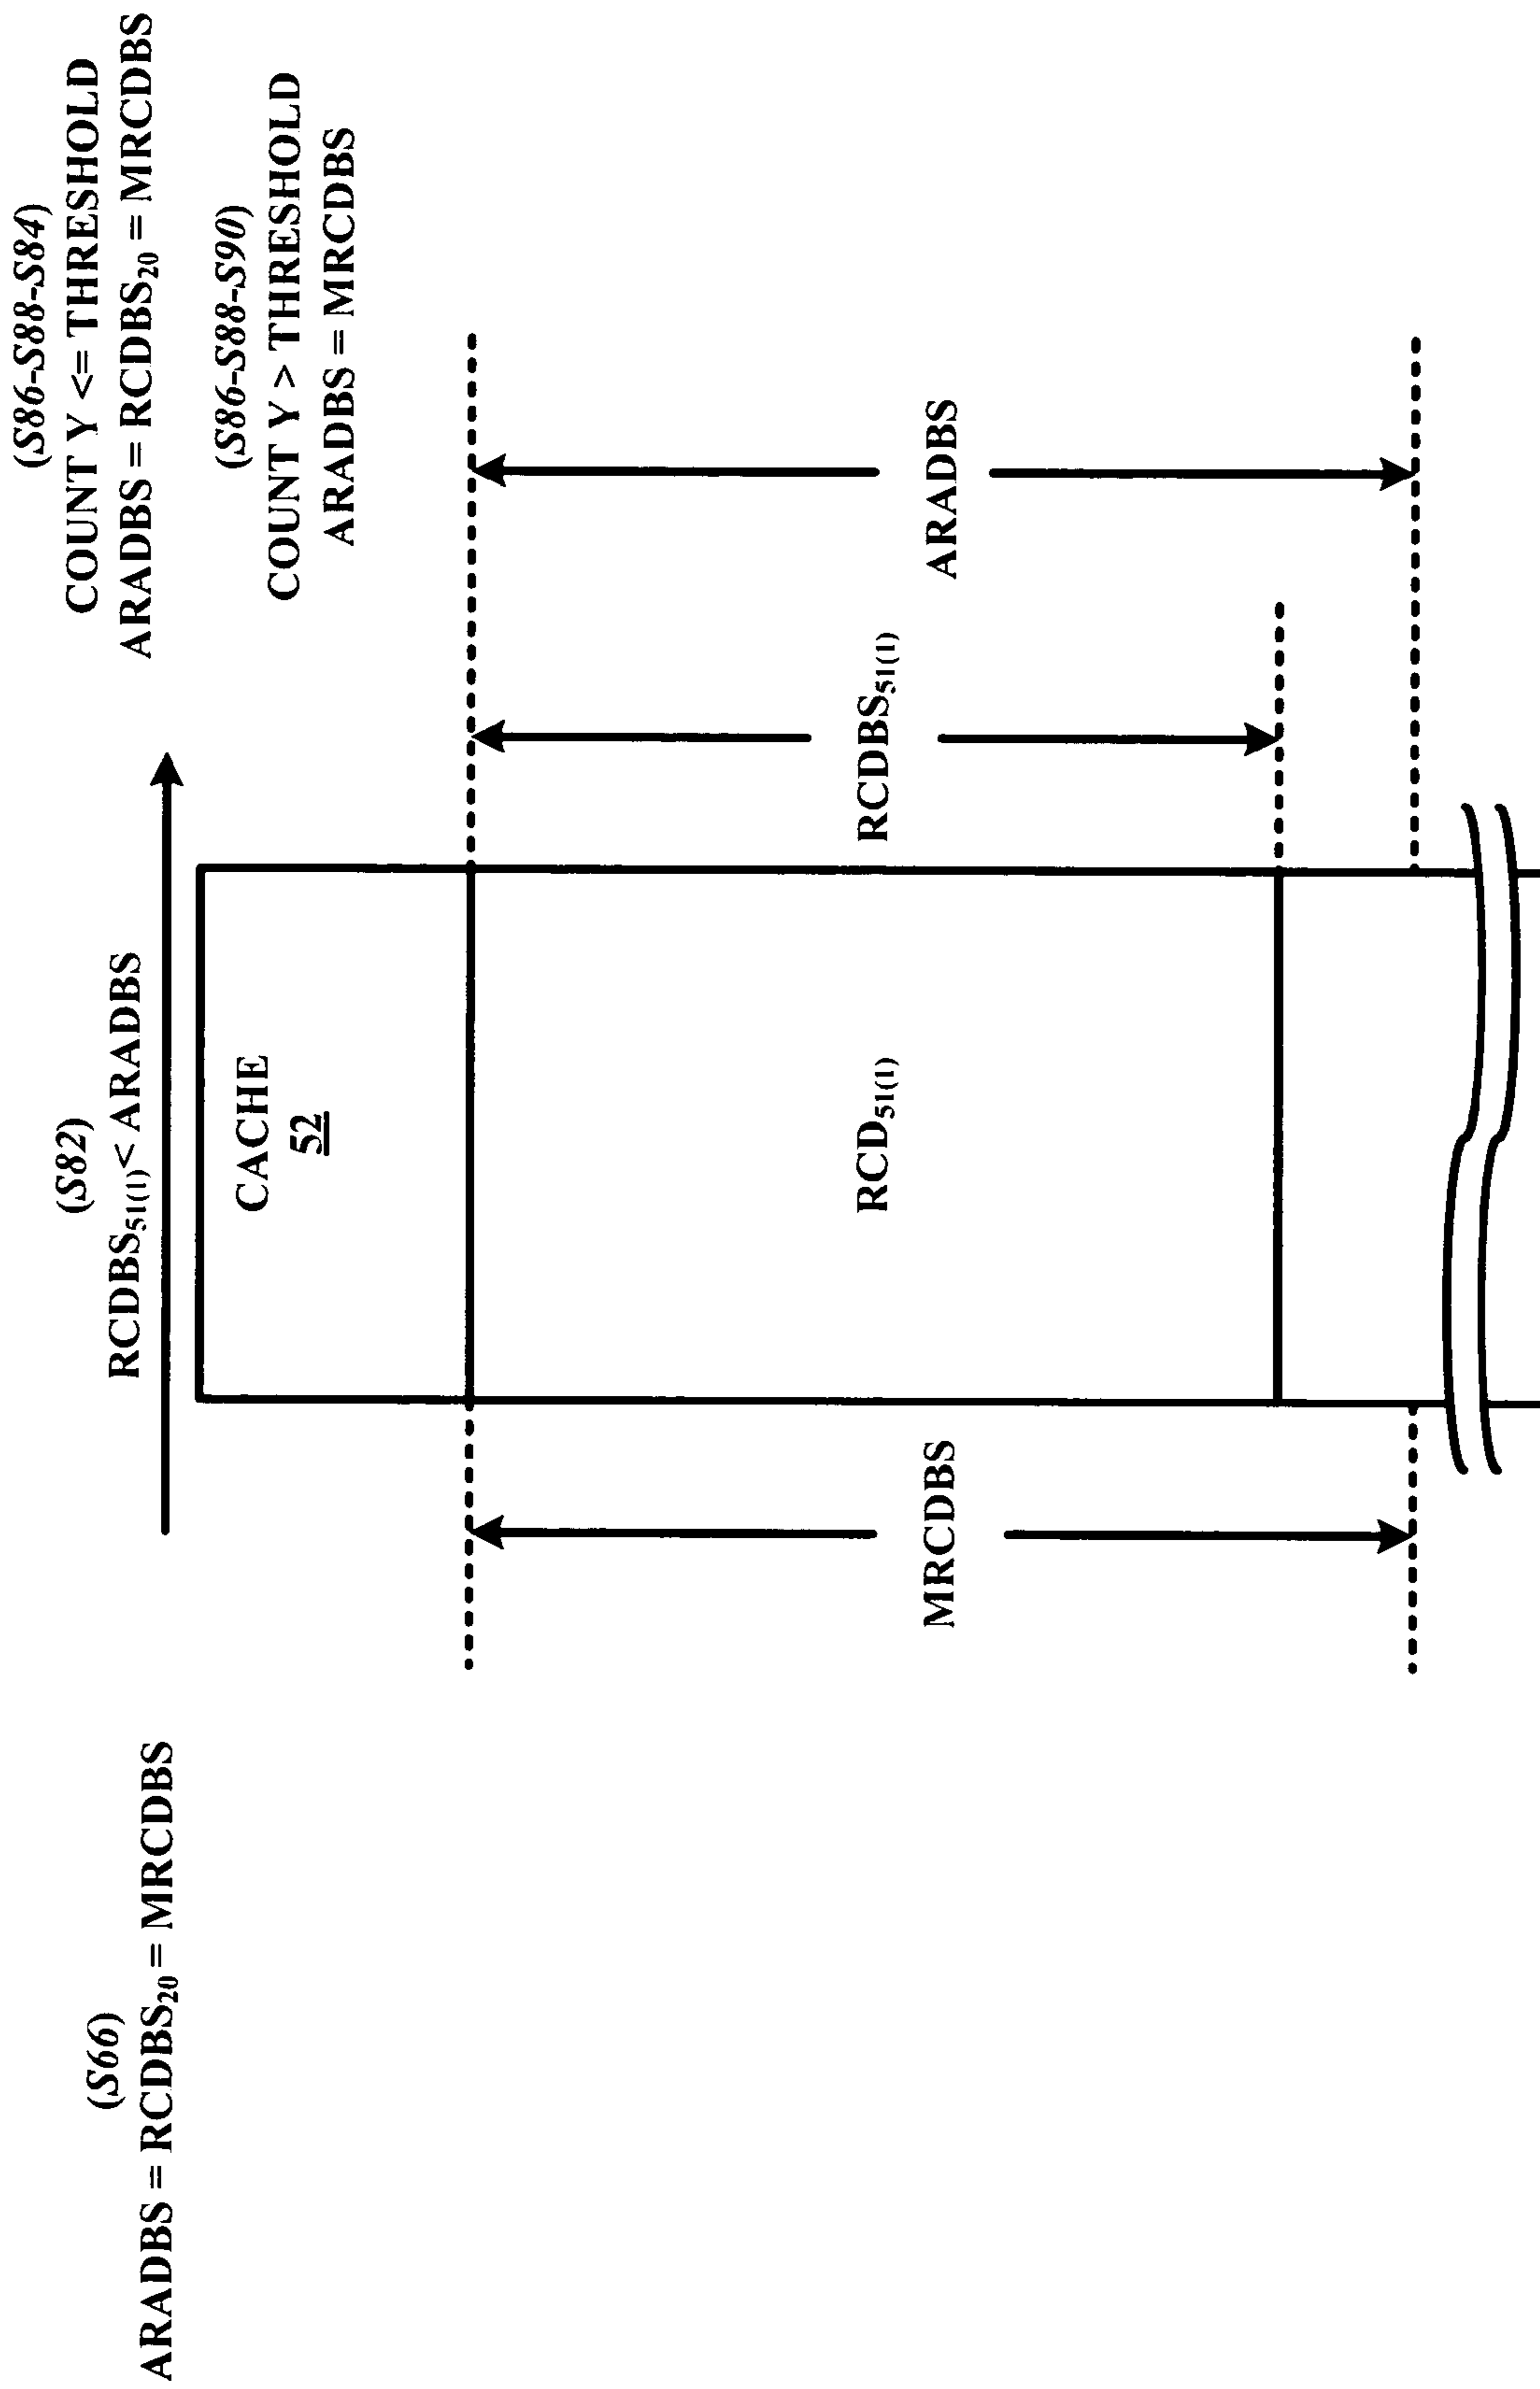 (S66)
ARADBS = RCDBS₂₀ = MRCDBS
(S82)
RCDBS₅₁₍₁₎ < ARADBS
(S86-S88-S84)
COUNT Y <= THRESHOLD
ARADBS = RCDBS₂₀ = MRCDBS
(S86-S88-S90)
COUNT Y > THRESHOLD
ARADBS = MRCDBS
CACHE
52
MRCDBS
RCD₅₁₍₁₎
RCDBS₅₁₍₁₎
ARADBS